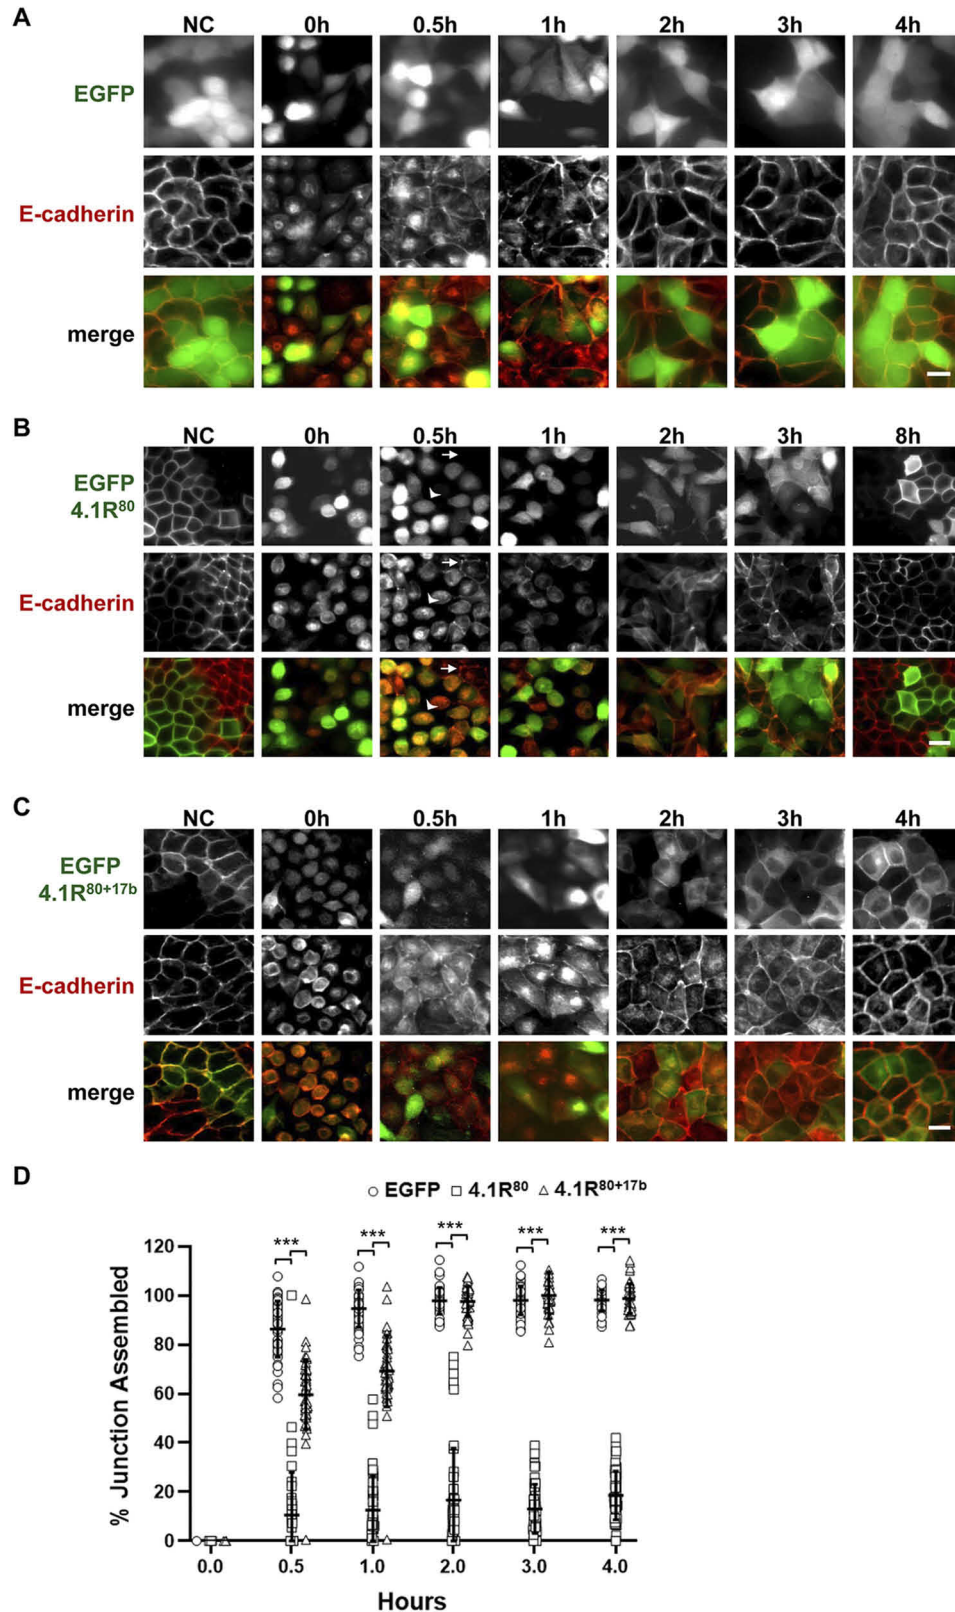 A
NC 0h 0.5h 1h 2h 3h 4h
EGFP
E-cadherin
merge
B
NC 0h 0.5h 1h 2h 3h 8h
EGFP
4.1R⁸⁰
E-cadherin
merge
C
NC 0h 0.5h 1h 2h 3h 4h
EGFP
4.1R⁸⁰⁺¹⁷ᵇ
E-cadherin
merge
D
EGFP 4.1R⁸⁰ 4.1R⁸⁰⁺¹⁷ᵇ
*** *** *** *** ***
120
100
80
60
40
20
0
% Junction Assembled
0.0 0.5 1.0 2.0 3.0 4.0
Hours